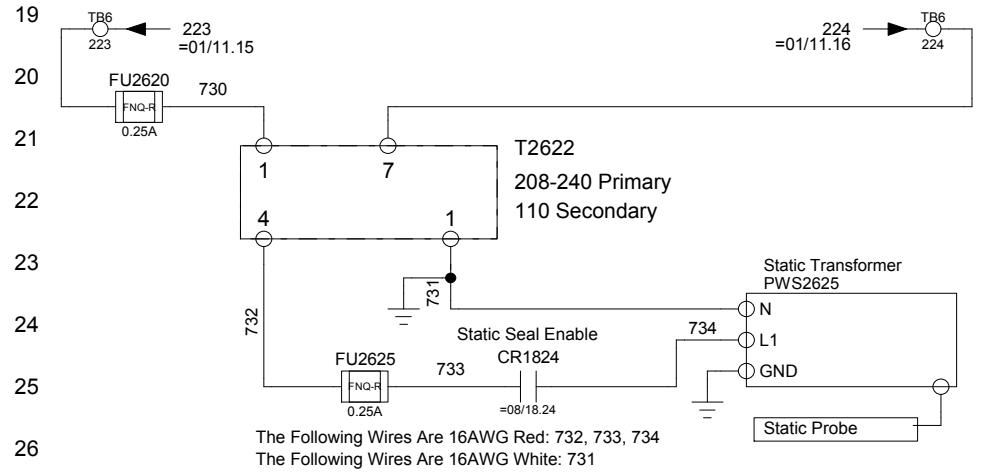 19
TB6
223
223
=01/11.15
224
=01/11.16
TB6
224
20
FU2620
730
FNQ-R
0.25A
21
1
7
T2622
208-240 Primary
22
110 Secondary
4
1
23
731
Static Transformer
PWS2625
N
24
732
Static Seal Enable
734
L1
FU2625
733
CR1824
GND
25
FNQ-R
0.25A
=08/18.24
Static Probe
The Following Wires Are 16AWG Red: 732, 733, 734
26
The Following Wires Are 16AWG White: 731